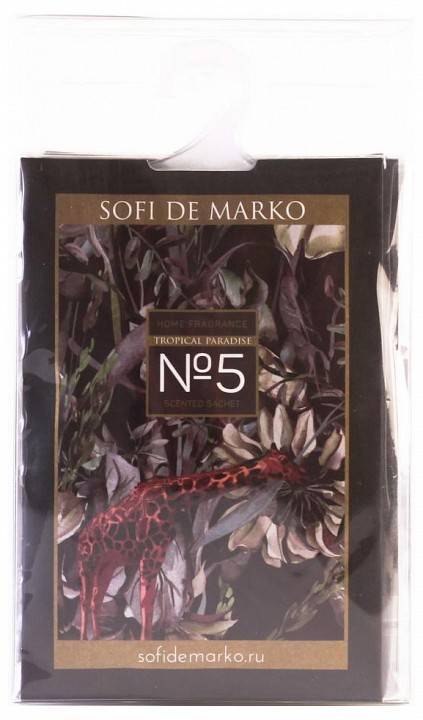 SOFI DE MARKO
HOME FRAGRANCE
TROPICAL PARADISE
№5
SCENTED SACHET
sofidemarko.ru